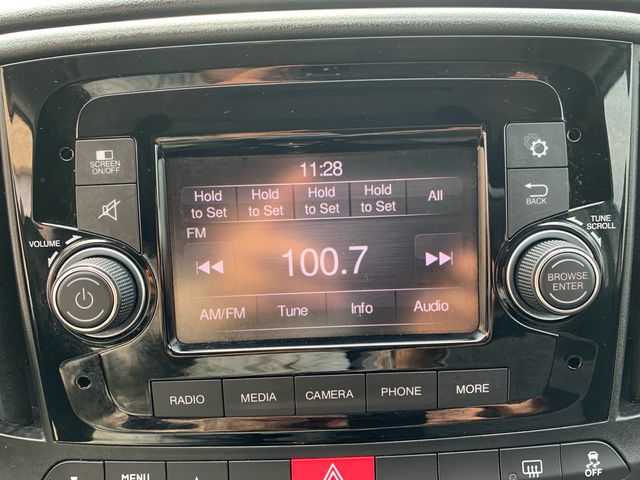 11:28
SCREEN
ON/OFF
Hold to Set
Hold to Set
Hold to Set
Hold to Set
All
BACK
FM
VOLUME
TUNE
SCROLL
100.7
BROWSE
ENTER
AM/FM
Tune
Info
Audio
RADIO
MEDIA
CAMERA
PHONE
MORE
MENU
OFF